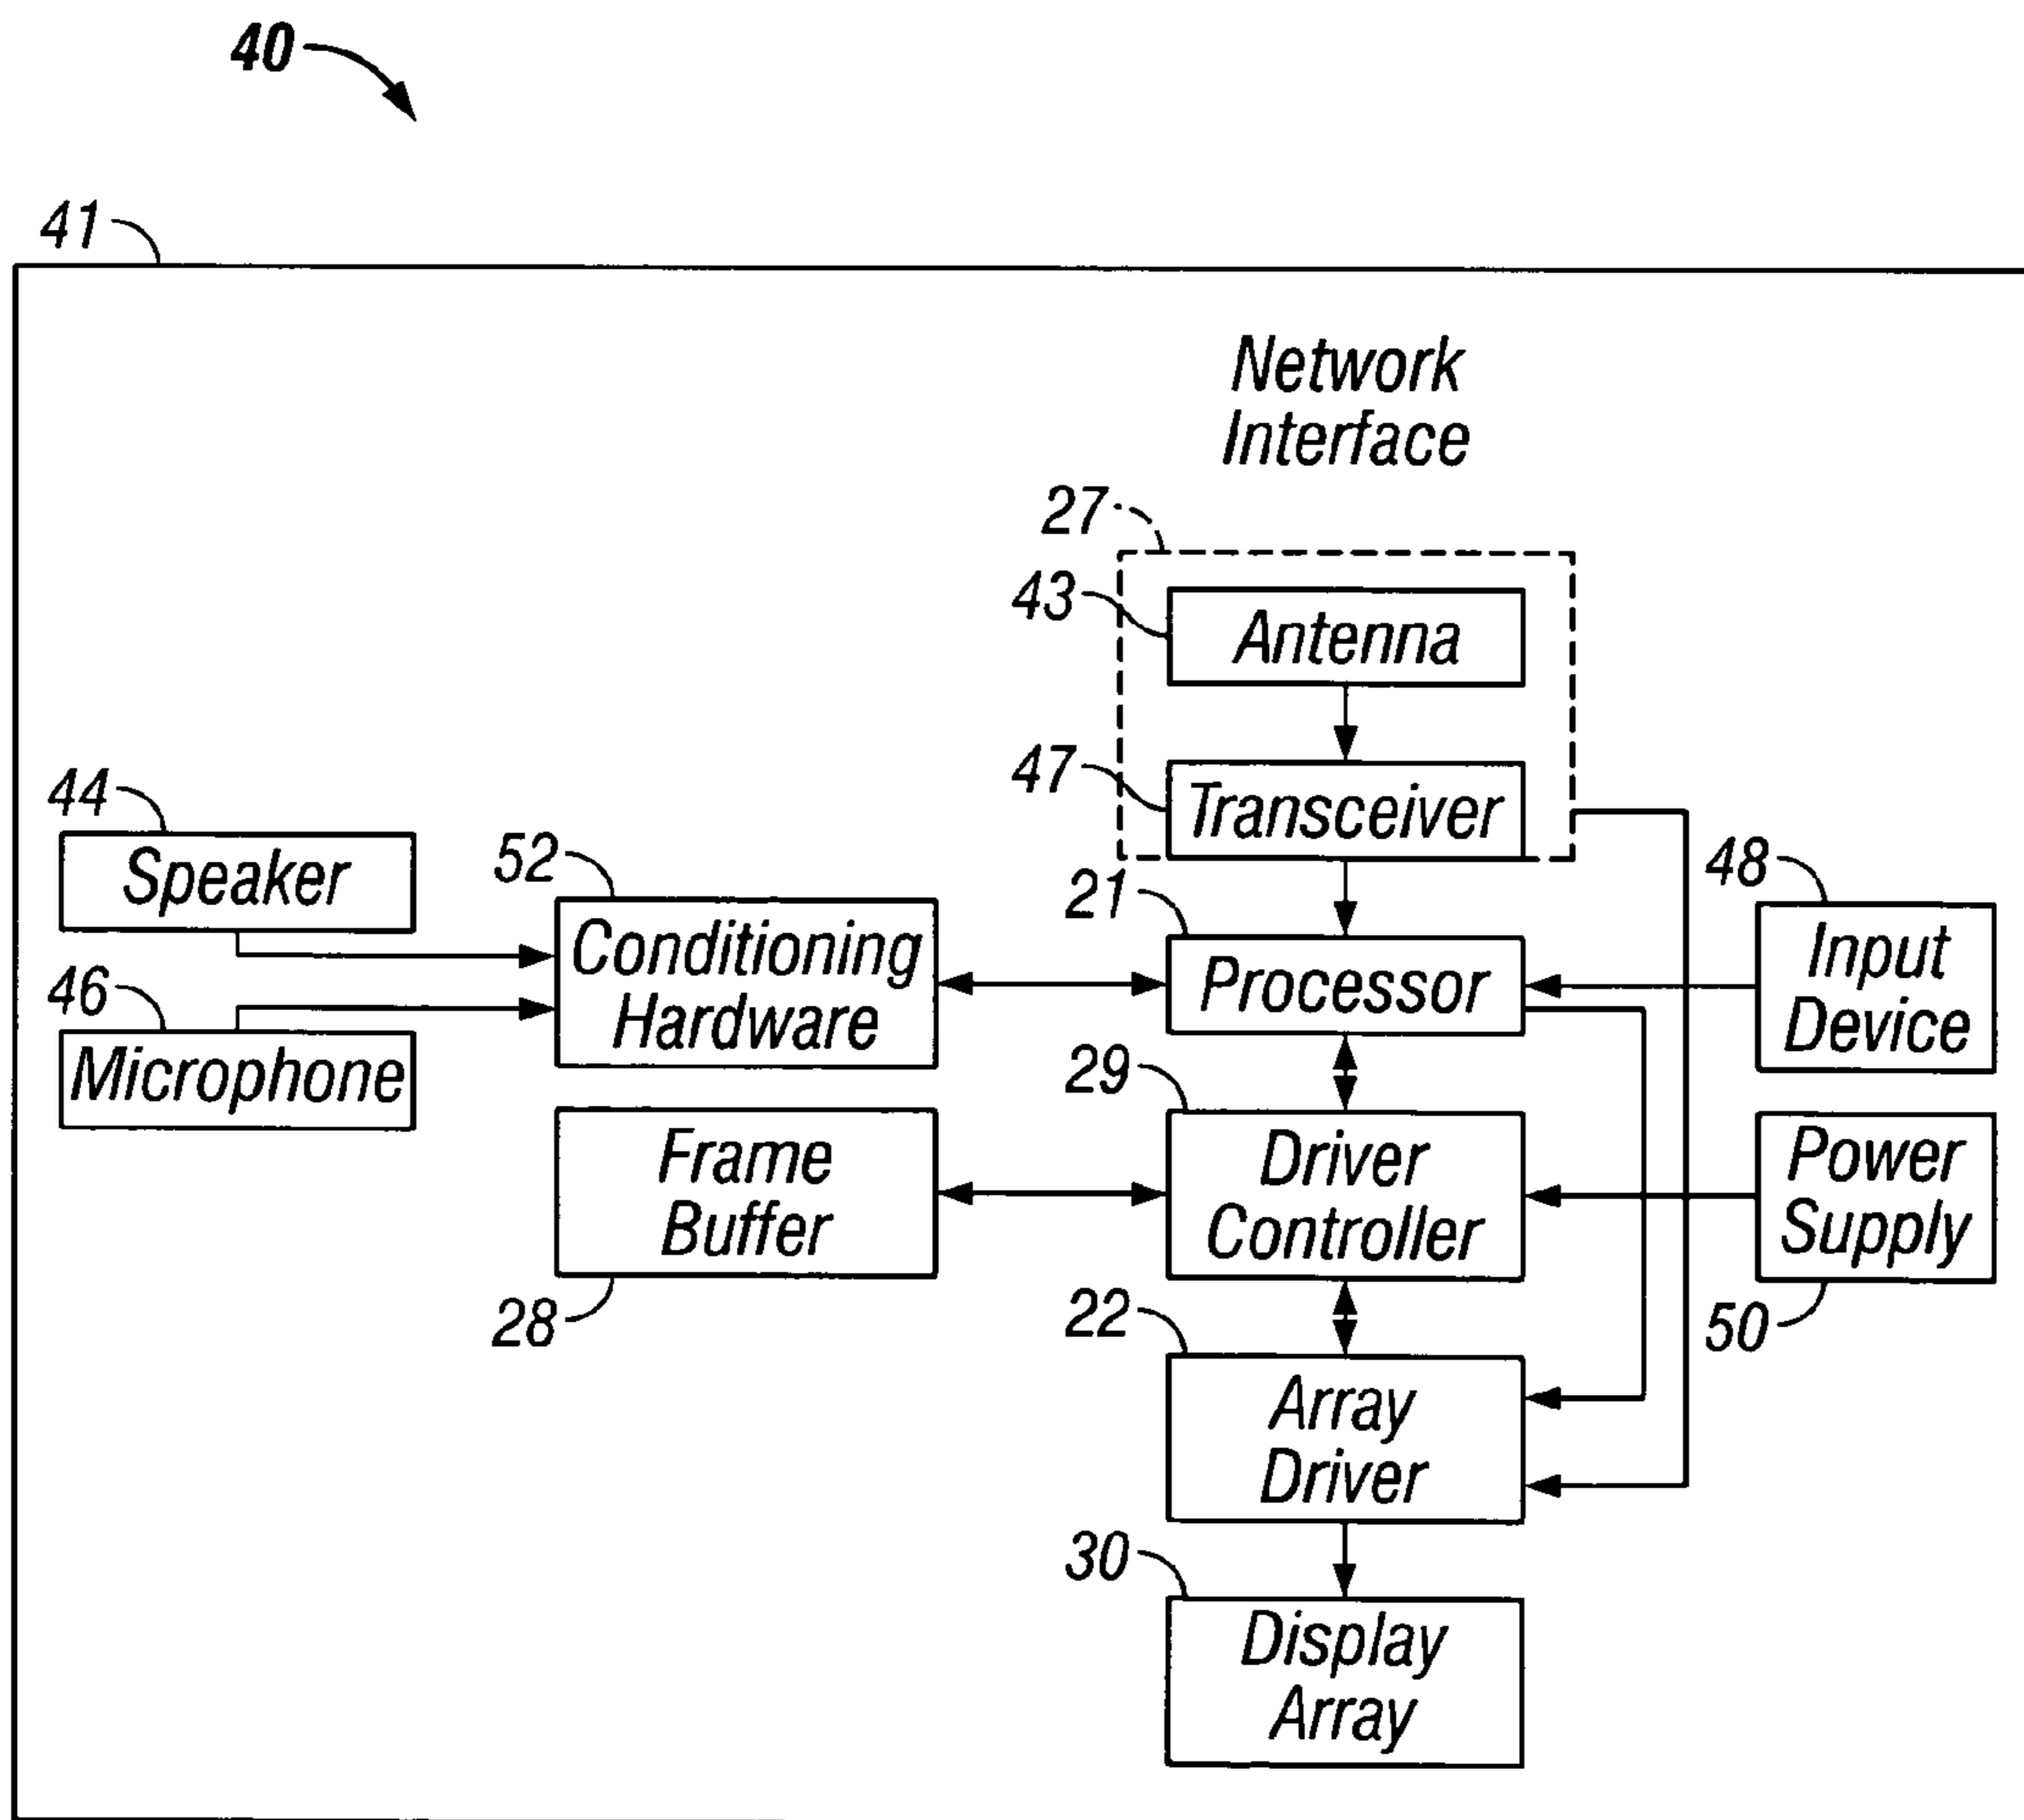 40
41
Network
Interface
27
43
Antenna
47
Transceiver
44
Speaker
52
Conditioning
Hardware
21
Processor
48
Input
Device
46
Microphone
29
Driver
Controller
Frame
Buffer
28
Power
Supply
50
22
Array
Driver
30
Display
Array